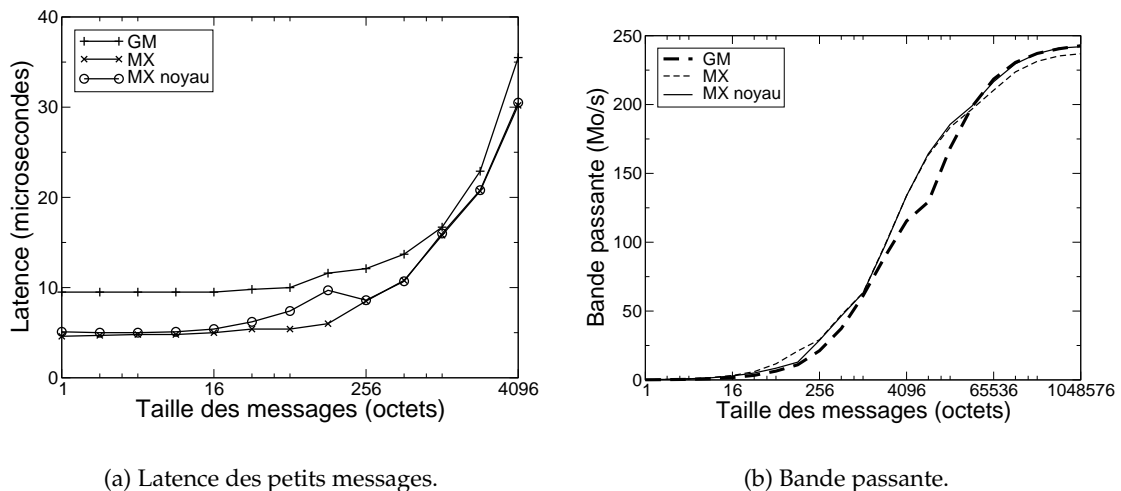 40
30
20
10
0
Latence (microsecondes)
GM
MX
MX noyau
1
16
256
4096
Taille des messages (octets)
(a) Latence des petits messages.
250
200
150
100
50
0
Bande passante (Mo/s)
GM
MX
MX noyau
1
16
256
4096
65536
1048576
Taille des messages (octets)
(b) Bande passante.